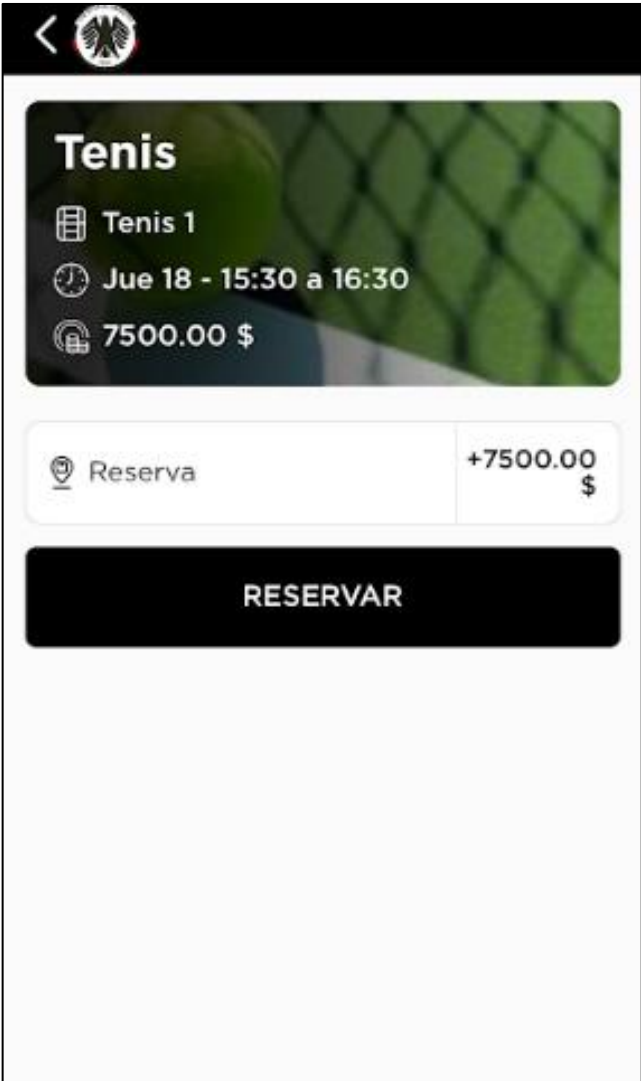 Tenis
Tenis 1
Jue 18 - 15:30 a 16:30
7500.00 $
Reserva
+7500.00
$
RESERVAR